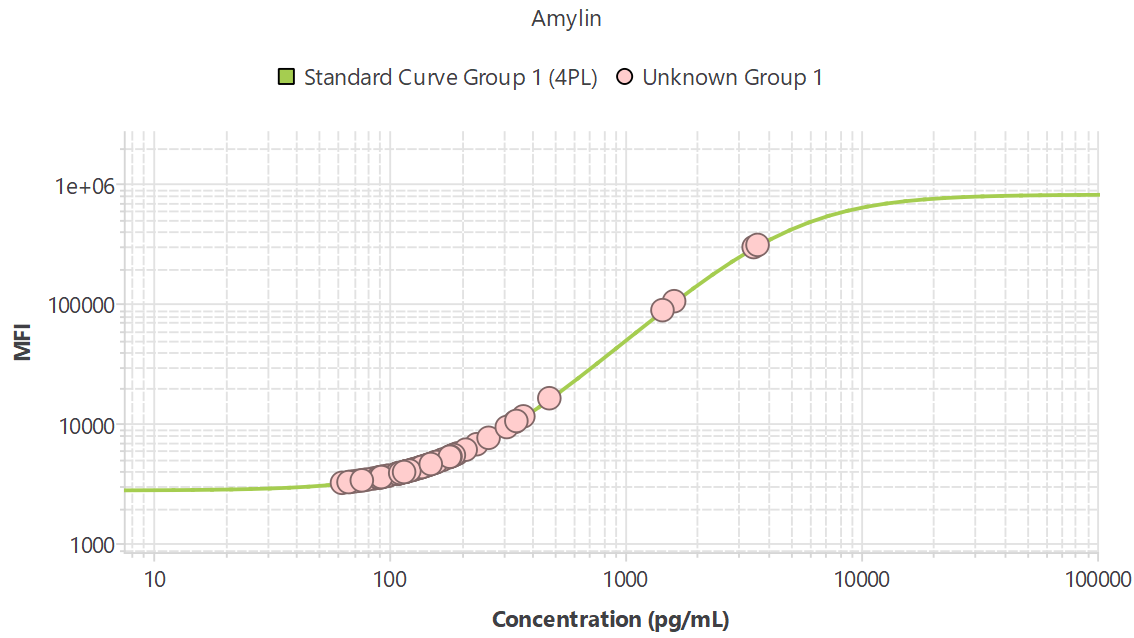 Amylin
Standard Curve Group 1 (4PL) Unknown Group 1
1e+06
100000
10000
1000
MFI
10 100 1000 10000 100000
Concentration (pg/mL)